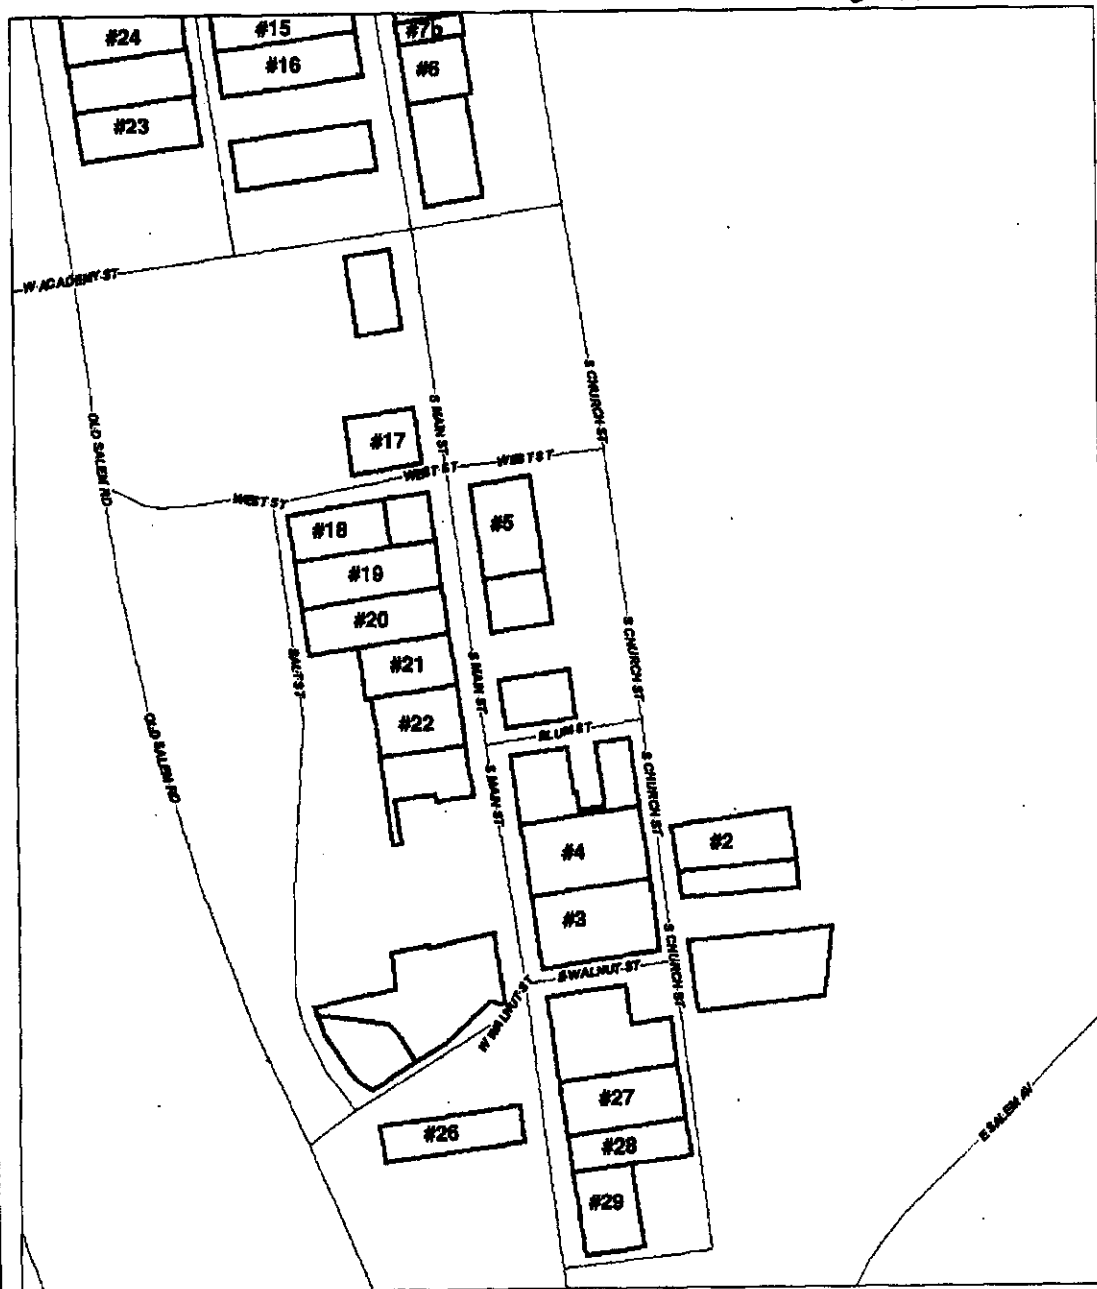 #24
#15
#7b
#16
#6
#23
W ACADEMY ST
S CHURCH ST
S MAIN ST
OLD SALEM RD
#17
WEST ST
WEST ST
WEST ST
#18
#5
#19
#20
S CHURCH ST
SALT ST
#21
S MAIN ST
#22
BLUM ST
OLD SALEM RD
S MAIN ST
S CHURCH ST
#2
#4
#3
S CHURCH ST
S WALNUT ST
W WALNUT ST
#27
E SALEM AV
#26
#28
#29